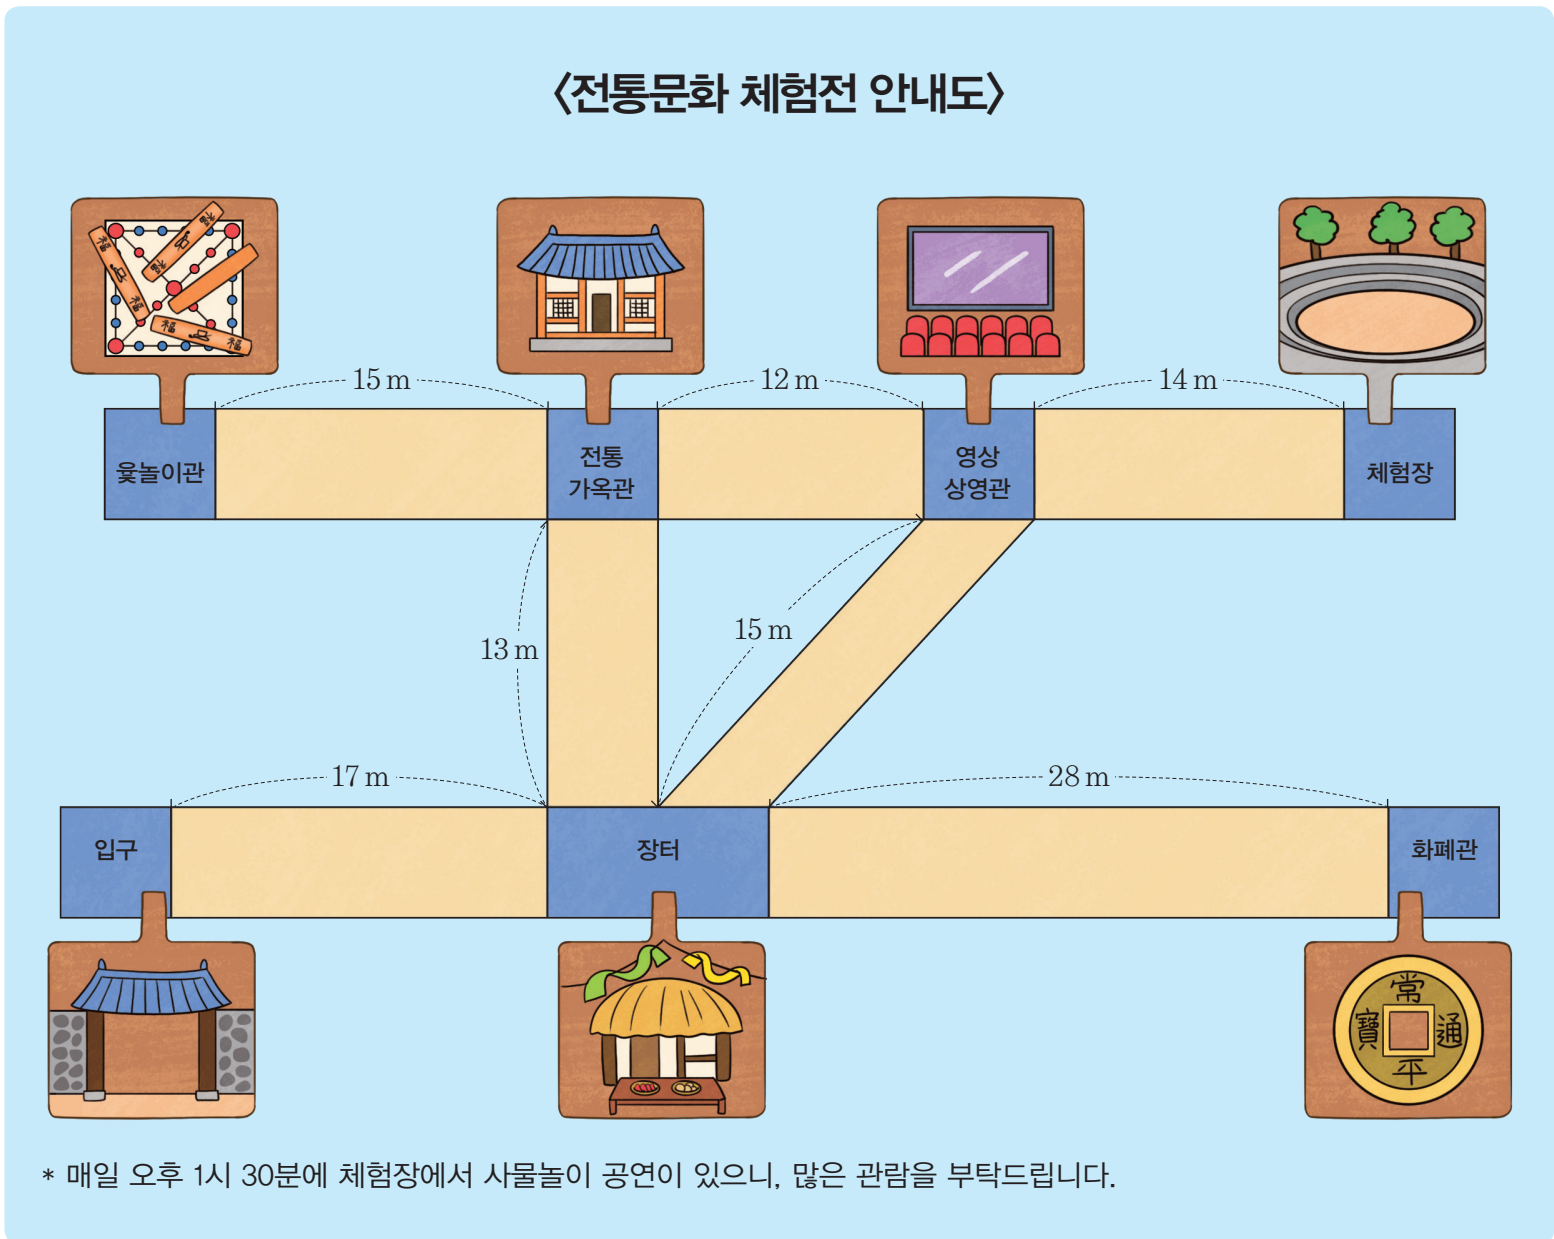 〈전통문화 체험전 안내도〉
15 m
12 m
14 m
윷놀이관
전통
가옥관
영상
상영관
체험장
13 m
15 m
17 m
28 m
입구
장터
화폐관
常
寶
通
平
* 매일 오후 1시 30분에 체험장에서 사물놀이 공연이 있으니, 많은 관람을 부탁드립니다.